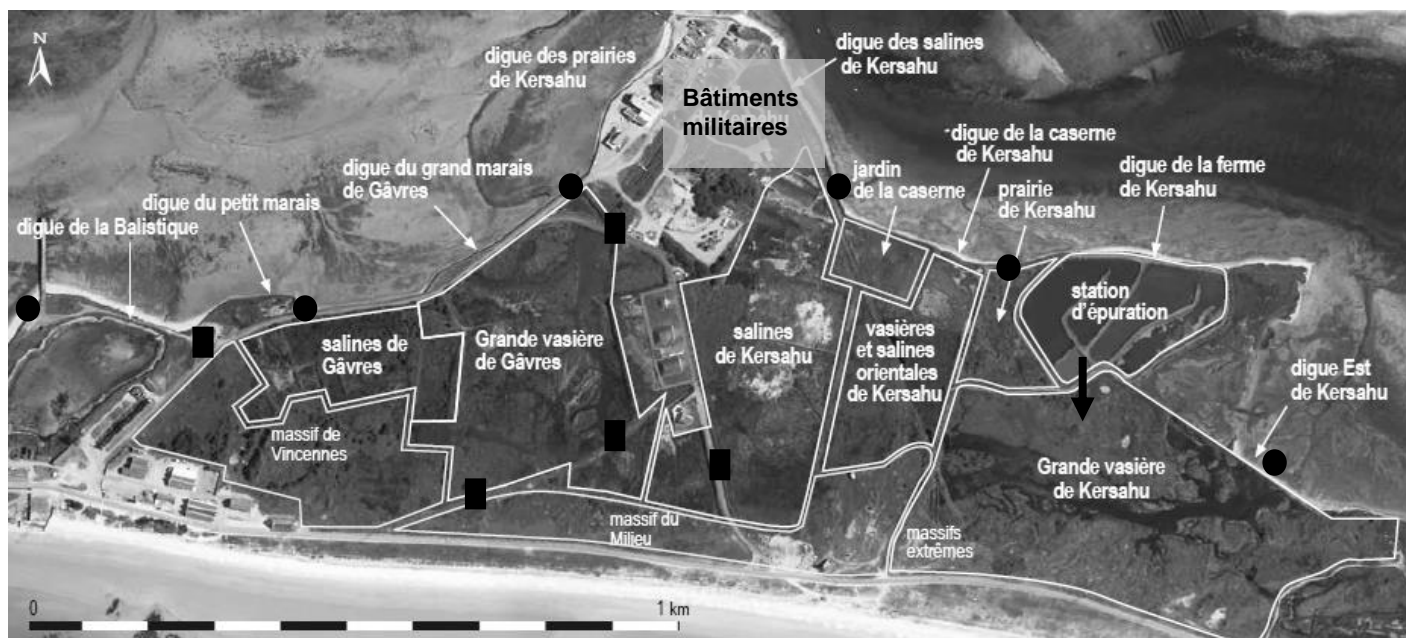 N
digue des prairies
de Kersahu
digue des salines
de Kersahu
Bâtiments
militaires
digue du grand marais
de Gâvres
digue du petit marais
digue de la Balistique
jardin
de la caserne
digue de la caserne
de Kersahu
prairie
de Kersahu
digue de la ferme
de Kersahu
station
d'épuration
salines de
Gâvres
Grande vasière
de Gâvres
salines
de Kersahu
vasières
et salines
orientales
de Kersahu
digue Est
de Kersahu
massif de
Vincennes
Grande vasière
de Kersahu
massif du
Milieu
massifs
extrêmes
0
1 km